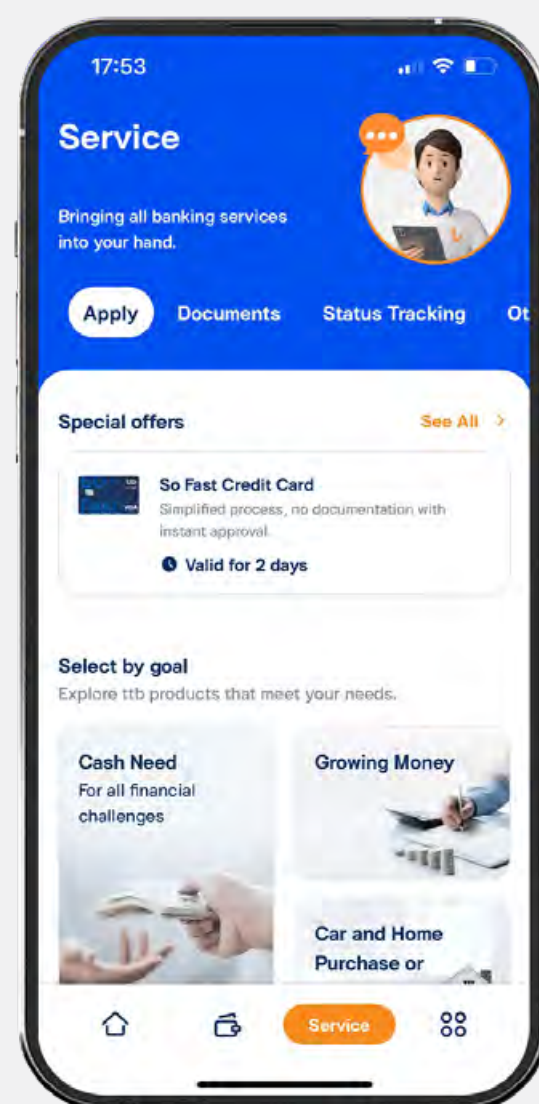 17:53
Service
Bringing all banking services
into your hand.
Apply
Documents
Status Tracking
Ot
Special offers
See All
So Fast Credit Card
Simplified process, no documentation with
instant approval.
Valid for 2 days
Select by goal
Explore ttb products that meet your needs.
Cash Need
For all financial
challenges
Growing Money
Car and Home
Purchase or
Service